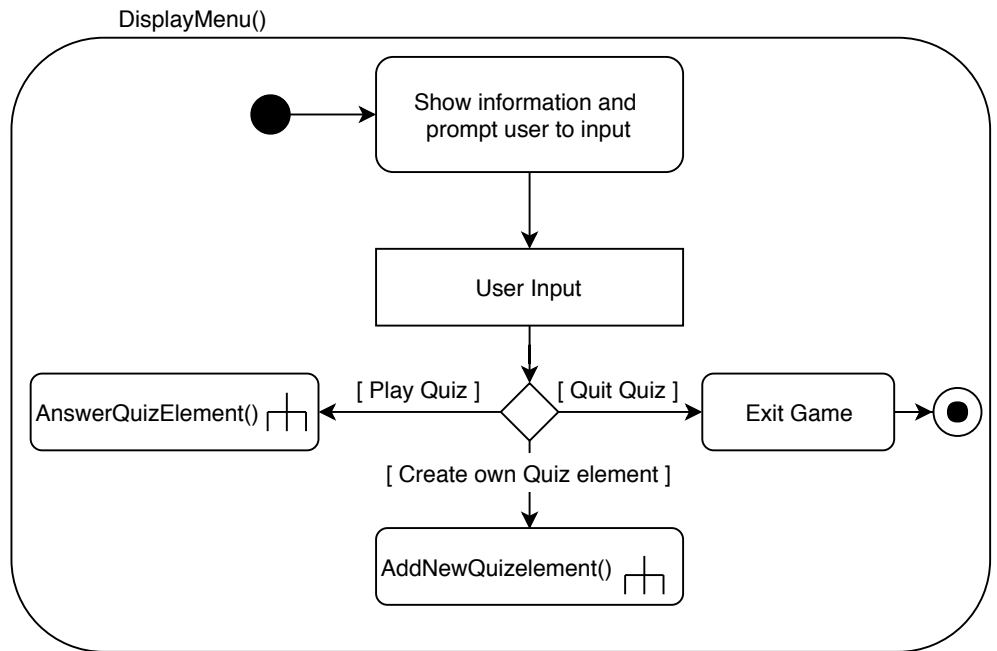 DisplayMenu()
Show information and
prompt user to input
User Input
[ Play Quiz ]
[ Quit Quiz ]
AnswerQuizElement()
Exit Game
[ Create own Quiz element ]
AddNewQuizelement()